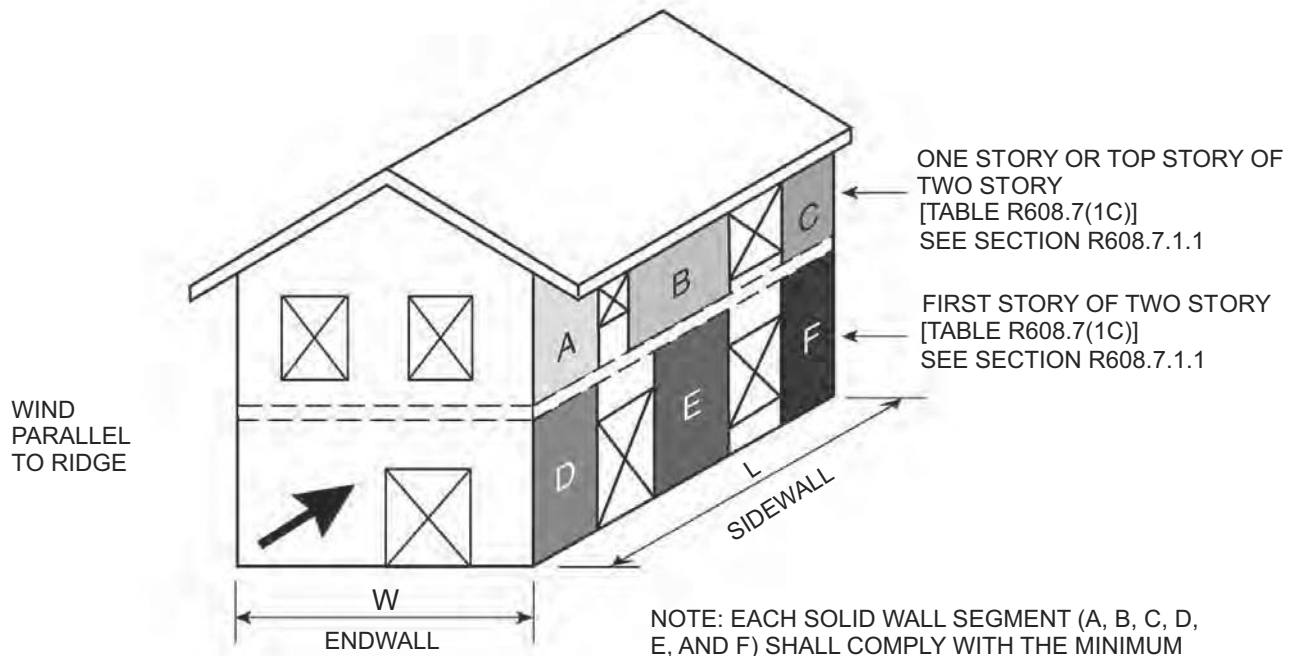 ONE STORY OR TOP STORY OF
TWO STORY
[TABLE R608.7(1C)]
SEE SECTION R608.7.1.1
C
B
A
FIRST STORY OF TWO STORY
[TABLE R608.7(1C)]
SEE SECTION R608.7.1.1
F
E
D
WIND
PARALLEL
TO RIDGE
L
SIDEWALL
W
ENDWALL
NOTE: EACH SOLID WALL SEGMENT (A, B, C, D,
E, AND F) SHALL COMPLY WITH THE MINIMUM